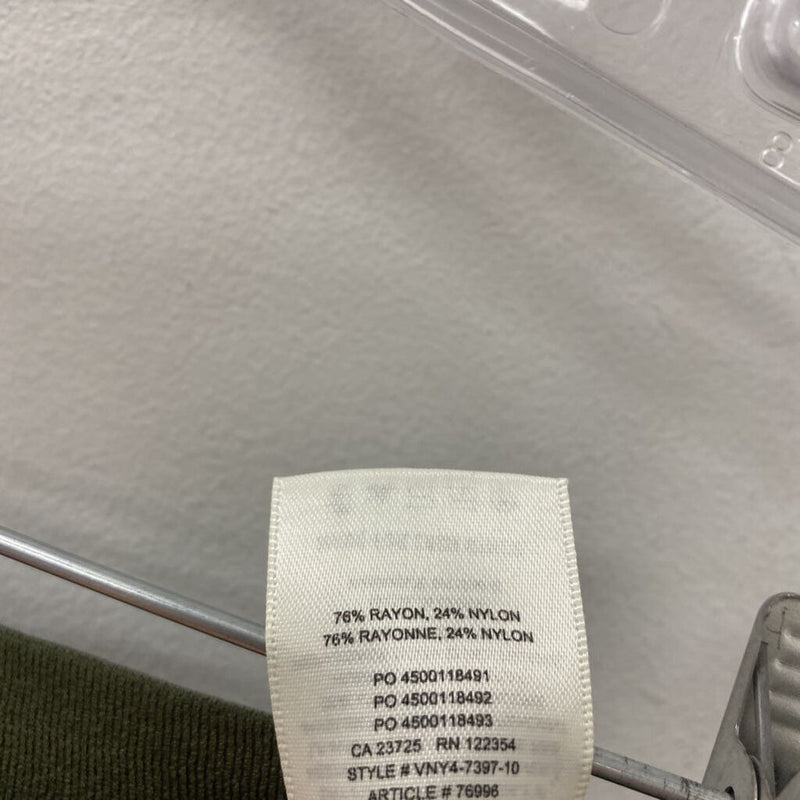 8
76% RAYON, 24% NYLON
76% RAYONNE, 24% NYLON
PO 4500118491
PO 4500118492
PO 4500118493
CA 23725 RN 122354
STYLE # VNY4-7397-10
ARTICLE # 76996